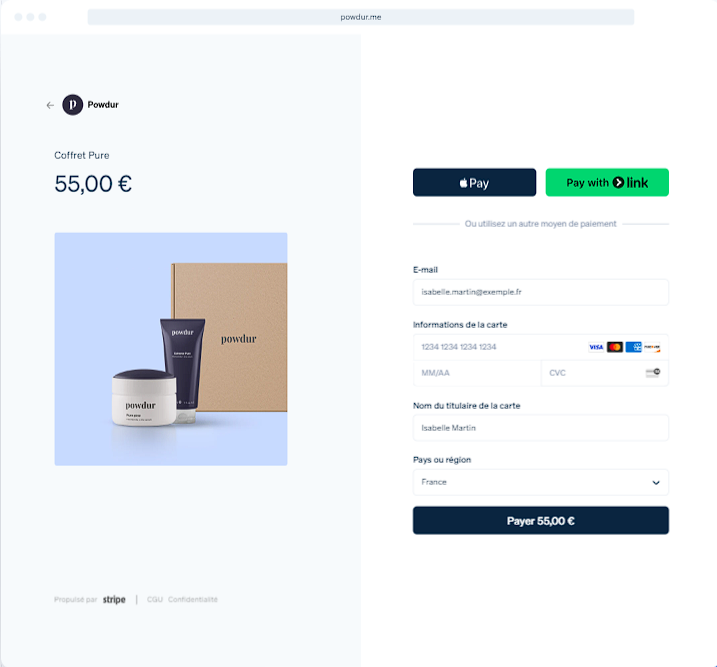 powdur.me
Powdur
Coffret Pure
55,00 €
powdur
powdur
powdur
Propulsé par stripe | CGU Confidentialité
Pay
Pay with link
Ou utilisez un autre moyen de paiement
E-mail
isabelle.martin@exemple.fr
Informations de la carte
1234 1234 1234 1234 VISA
MM/AA
CVC
Nom du titulaire de la carte
Isabelle Martin
Pays ou région
France
Payer 55,00 €